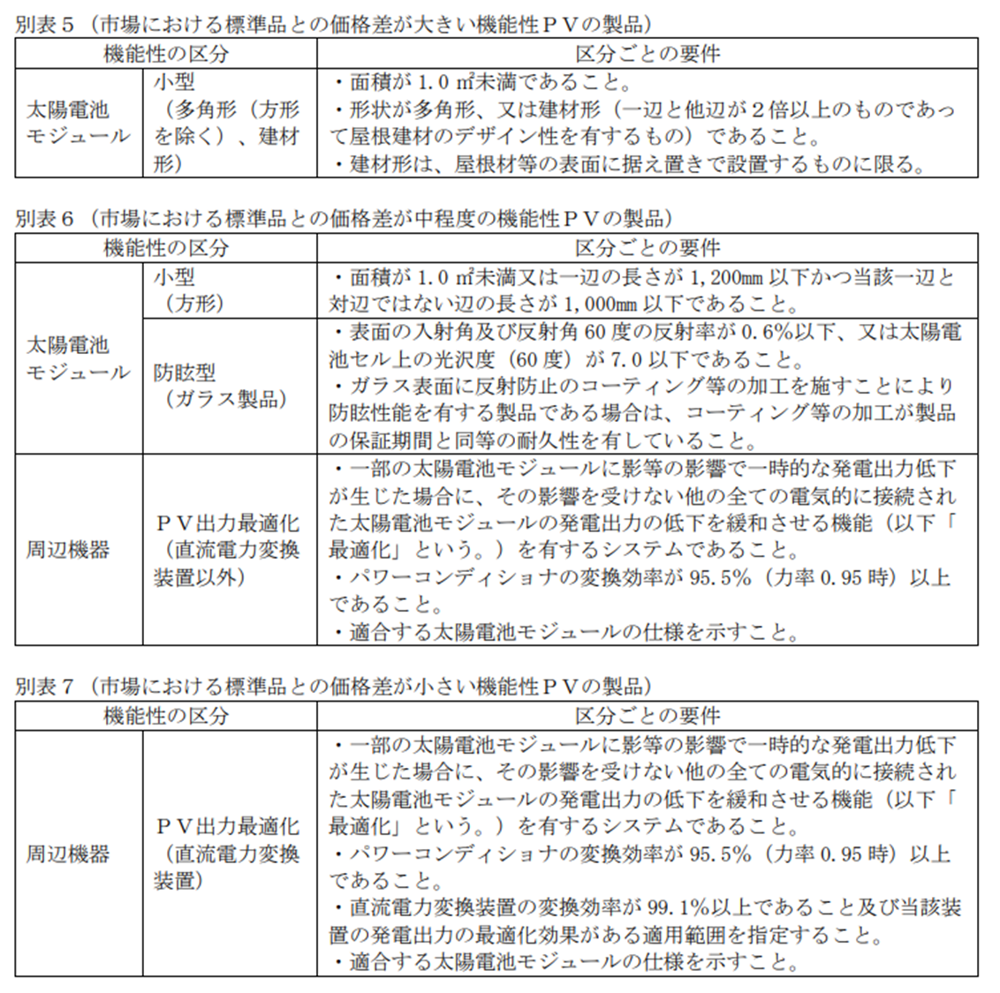 別表５（市場における標準品との価格差が大きい機能性ＰＶの製品）
機能性の区分
区分ごとの要件
太陽電池
モジュール
小型
（多角形（方形
を除く）、建材
形）
・面積が 1.0 ㎡未満であること。
・形状が多角形、又は建材形（一辺と他辺が２倍以上のものであっ
て屋根建材のデザイン性を有するもの）であること。
・建材形は、屋根材等の表面に据え置きで設置するものに限る。
別表６（市場における標準品との価格差が中程度の機能性ＰＶの製品）
機能性の区分
区分ごとの要件
太陽電池
モジュール
小型
（方形）
・面積が 1.0 ㎡未満又は一辺の長さが 1,200㎜ 以下かつ当該一辺と
対辺ではない辺の長さが 1,000㎜ 以下であること。
防眩型
（ガラス製品）
・表面の入射角及び反射角 60 度の反射率が 0.6％以下、又は太陽電
池セル上の光沢度（60 度）が 7.0 以下であること。
・ガラス表面に反射防止のコーティング等の加工を施すことにより
防眩性能を有する製品である場合は、コーティング等の加工が製品
の保証期間と同等の耐久性を有していること。
周辺機器
ＰＶ出力最適化
（直流電力変換
装置以外）
・一部の太陽電池モジュールに影等の影響で一時的な発電出力低下
が生じた場合に、その影響を受けない他の全ての電気的に接続され
た太陽電池モジュールの発電出力の低下を緩和させる機能（以下「
最適化」という。）を有するシステムであること。
・パワーコンディショナの変換効率が 95.5％（力率 0.95 時）以上
であること。
・適合する太陽電池モジュールの仕様を示すこと。
別表７（市場における標準品との価格差が小さい機能性ＰＶの製品）
機能性の区分
区分ごとの要件
周辺機器
ＰＶ出力最適化
（直流電力変換
装置）
・一部の太陽電池モジュールに影等の影響で一時的な発電出力低下
が生じた場合に、その影響を受けない他の全ての電気的に接続され
た太陽電池モジュールの発電出力の低下を緩和させる機能（以下「
最適化」という。）を有するシステムであること。
・パワーコンディショナの変換効率が 95.5％（力率 0.95 時）以上
であること。
・直流電力変換装置の変換効率が 99.1％以上であること及び当該装
置の発電出力の最適化効果がある適用範囲を指定すること。
・適合する太陽電池モジュールの仕様を示すこと。